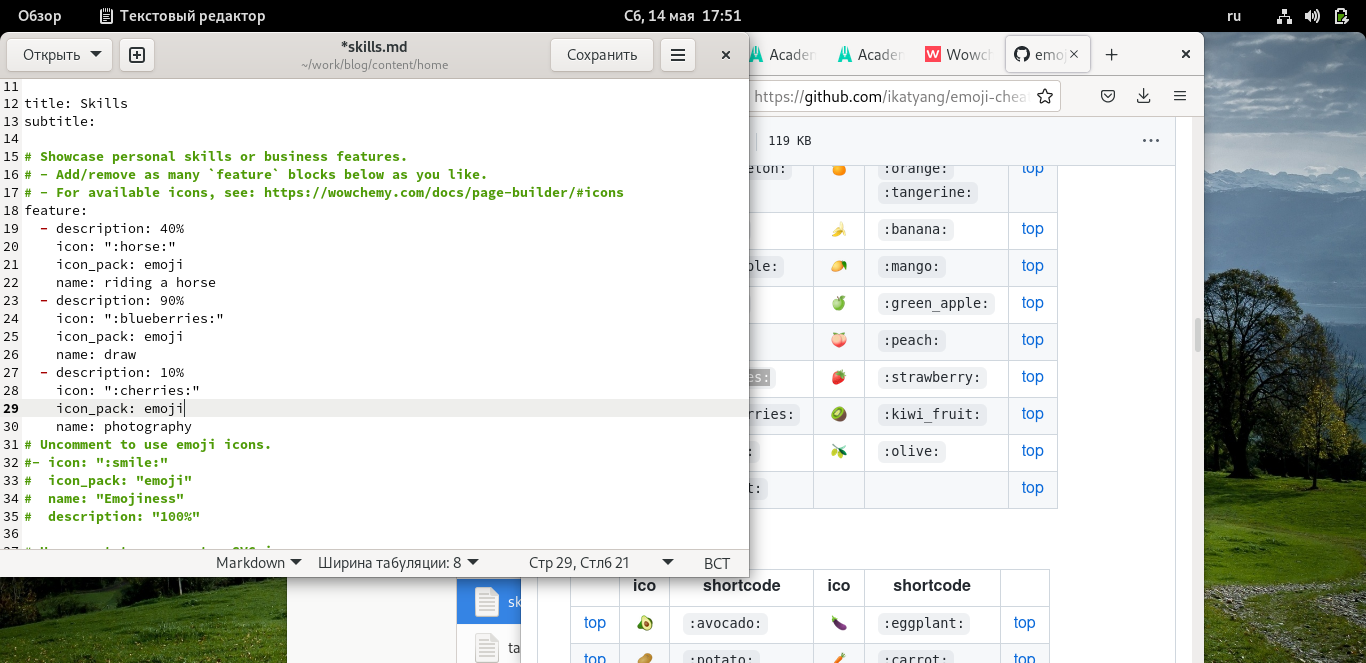 Обзор Текстовый редактор Сб, 14 мая 17:51 ru
Открыть *skills.md Сохранить
~/work/blog/content/home
11
12 title: Skills
13 subtitle:
14
15 # Showcase personal skills or business features.
16 # - Add/remove as many `feature` blocks below as you like.
17 # - For available icons, see: https://wowchemy.com/docs/page-builder/#icons
18 feature:
19   - description: 40%
20     icon: ":horse:"
21     icon_pack: emoji
22     name: riding a horse
23   - description: 90%
24     icon: ":blueberries:"
25     icon_pack: emoji
26     name: draw
27   - description: 10%
28     icon: ":cherries:"
29     icon_pack: emoji
30     name: photography
31 # Uncomment to use emoji icons.
32 #- icon: ":smile:"
33 #  icon_pack: "emoji"
34 #  name: "Emojiness"
35 #  description: "100%"
36
Markdown Ширина табуляции: 8 Стр 29, Стлб 21 ВСТ
Acaden Acader Wowch emo
https://github.com/ikatyang/emoji-chea
119 KB
elon: :orange: top
:tangerine:
:banana: top
ple: :mango: top
:green_apple: top
:peach: top
es: :strawberry: top
rries: :kiwi_fruit: top
: :olive: top
t: top
ico shortcode ico shortcode
top :avocado: :eggplant: top
top :potato: :carrot: top
sk
ta